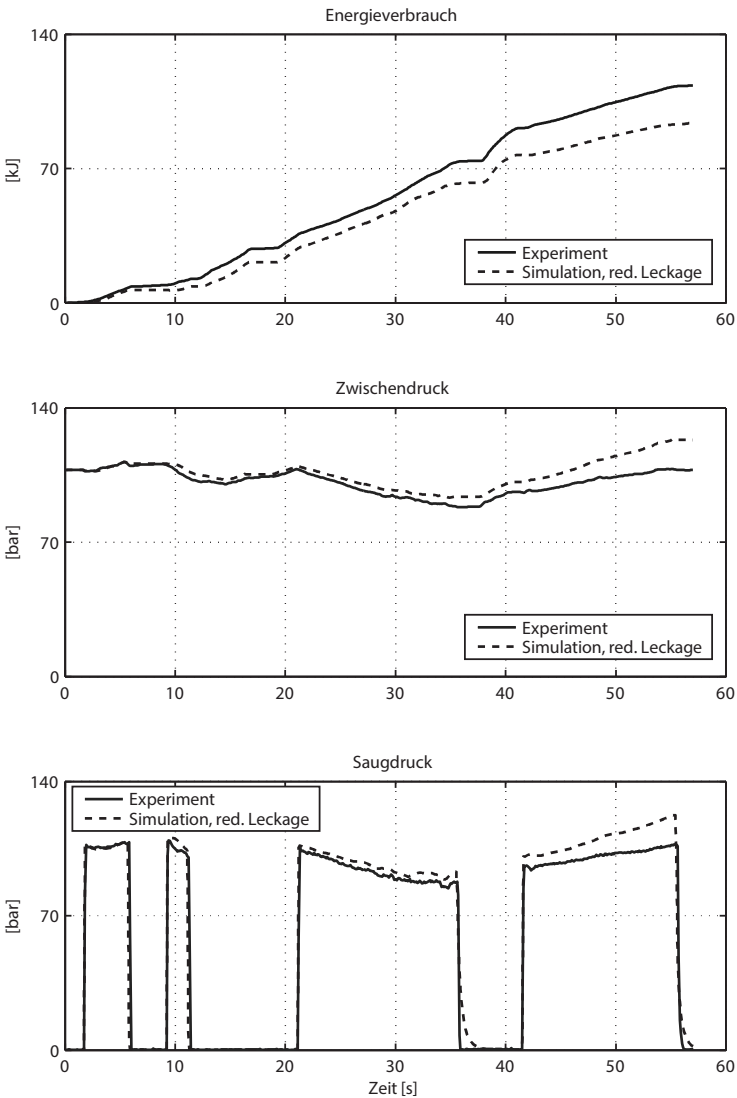 Energieverbrauch
140
70
0
[kJ]
Experiment
Simulation, red. Leckage
0 10 20 30 40 50 60
Zwischendruck
140
70
0
[bar]
Experiment
Simulation, red. Leckage
0 10 20 30 40 50 60
Saugdruck
140
70
0
[bar]
Experiment
Simulation, red. Leckage
0 10 20 30 40 50 60
Zeit [s]